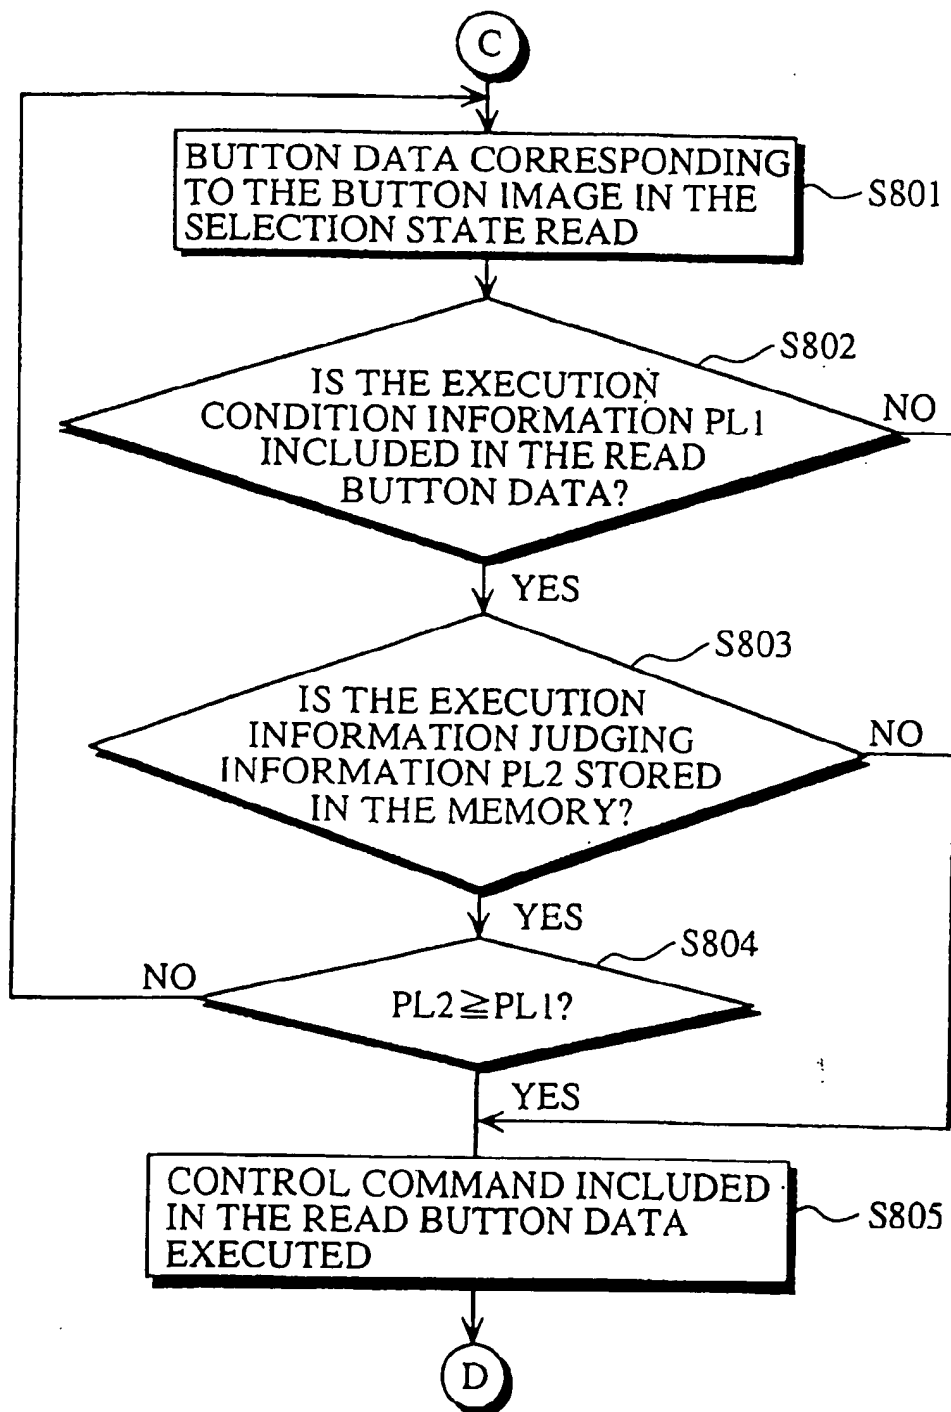 C
BUTTON DATA CORRESPONDING
TO THE BUTTON IMAGE IN THE
SELECTION STATE READ
S801
S802
IS THE EXECUTION
CONDITION INFORMATION PL1
INCLUDED IN THE READ
BUTTON DATA?
NO
YES
S803
IS THE EXECUTION
INFORMATION JUDGING
INFORMATION PL2 STORED
IN THE MEMORY?
NO
YES
S804
NO
PL2≧PL1?
YES
CONTROL COMMAND INCLUDED
IN THE READ BUTTON DATA
EXECUTED
S805
D